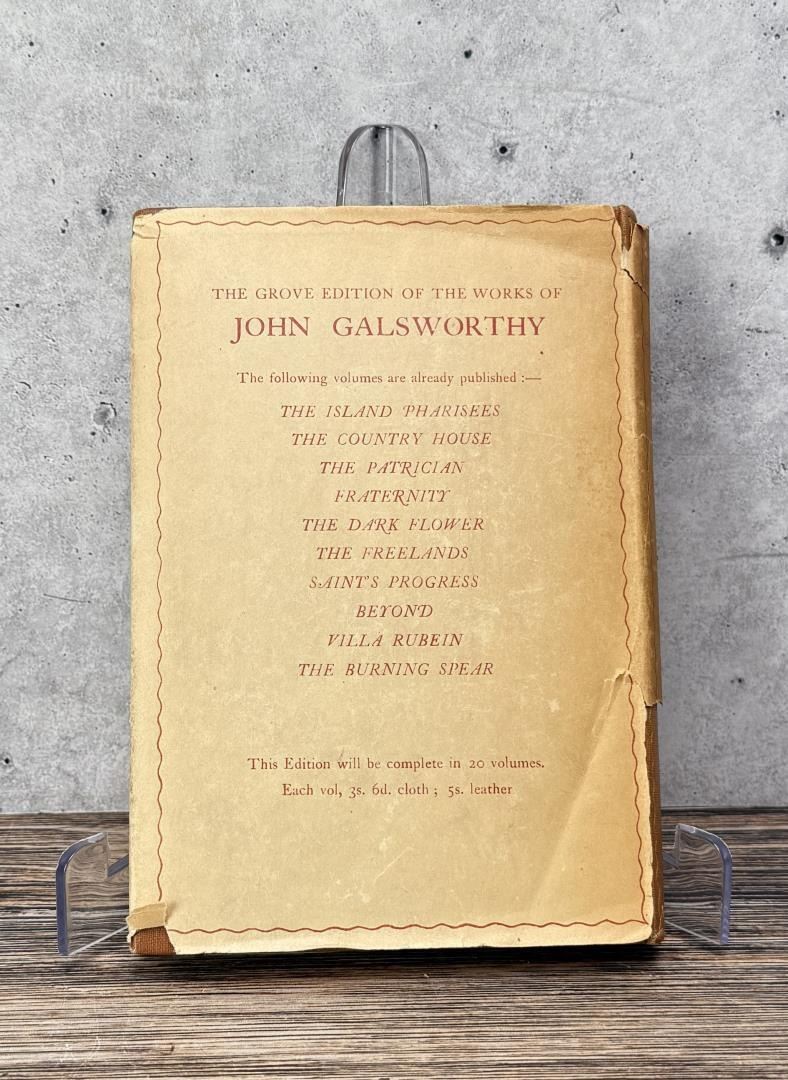 THE GROVE EDITION OF THE WORKS OF
JOHN GALSWORTHY
The following volumes are already published :—
THE ISLAND PHARISEES
THE COUNTRY HOUSE
THE PATRICIAN
FRATERNITY
THE DARK FLOWER
THE FREELANDS
SAINT'S PROGRESS
BEYOND
VILLA RUBEIN
THE BURNING SPEAR
This Edition will be complete in 20 volumes.
Each vol, 3s. 6d. cloth ; 5s. leather